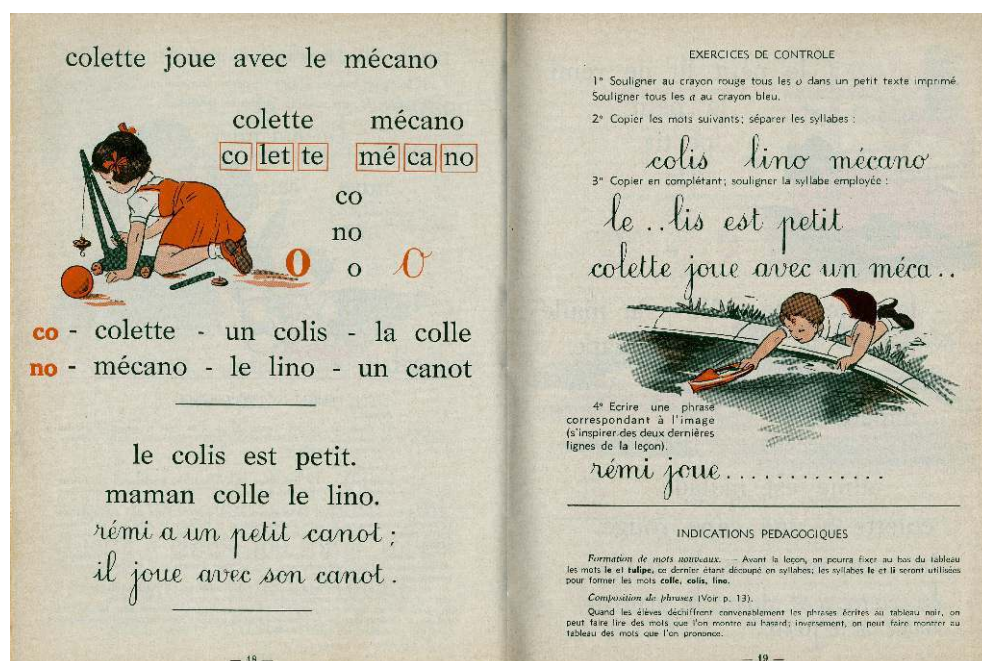 colette joue avec le mécano
colette mécano
co let te mé ca no
co
no
o o o
co - colette - un colis - la colle
no - mécano - le lino - un canot
le colis est petit.
maman colle le lino.
rémi a un petit canot ;
il joue avec son canot .
— 18 —
EXERCICES DE CONTROLE
1° Souligner au crayon rouge tous les o dans un petit texte imprimé.
Souligner tous les a au crayon bleu.
2° Copier les mots suivants; séparer les syllabes :
colis lino mécano
3° Copier en complétant; souligner la syllabe employée :
le ..lis est petit
colette joue avec un méca ..
4° Ecrire une phrase
correspondant à l'image
(s'inspirer des deux dernières
lignes de la leçon).
rémi joue .............
INDICATIONS PEDAGOGIQUES
Formation de mots nouveaux. — Avant la leçon, on pourra fixer au bas du tableau
les mots le et tulipe, ce dernier étant découpé en syllabes; les syllabes le et li seront utilisées
pour former les mots colle, colis, lino.
Composition de phrases (Voir p. 13).
Quand les élèves déchiffrent convenablement les phrases écrites au tableau noir, on
peut faire lire des mots que l'on montre au hasard; inversement, on peut faire montrer au
tableau des mots que l'on prononce.
— 19 —